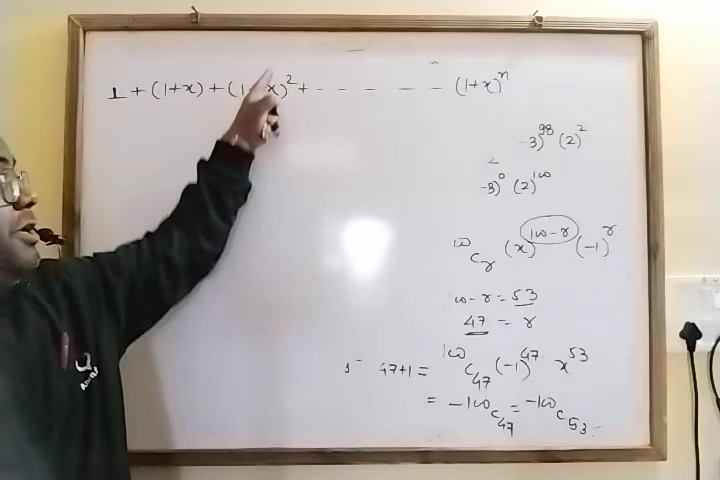 1 + (1+x) + (1+x)² + - - - - - - (1+x)ⁿ
-3)⁹⁸ (2)²
2
-3)⁰ (2)¹⁰⁰
¹⁰⁰C_r (x)^(100-r) (-1)^r
100-r = 53
47 = r
47+1 = ¹⁰⁰C₄₇ (-1)⁴⁷ x⁵³
= -¹⁰⁰C₄₇ = -¹⁰⁰C₅₃